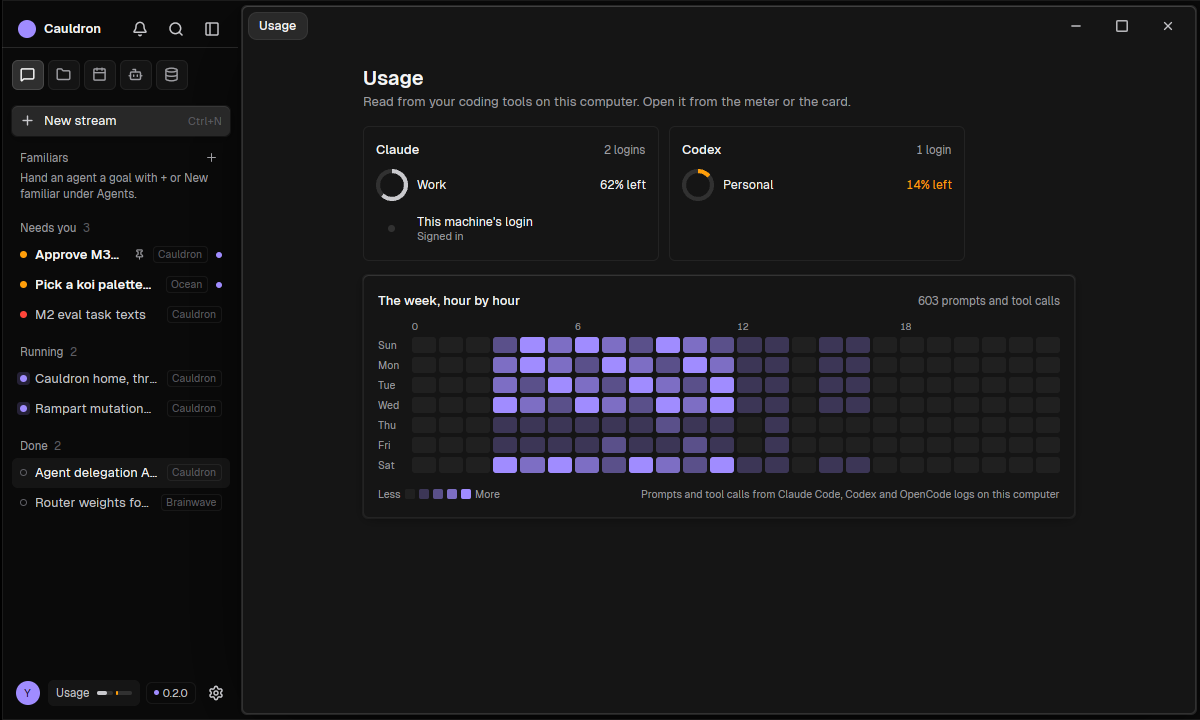 Cauldron
New stream Ctrl+N
Familiars
Hand an agent a goal with + or New
familiar under Agents.
Needs you 3
Approve M3... Cauldron
Pick a koi palette... Ocean
M2 eval task texts Cauldron
Running 2
Cauldron home, thr... Cauldron
Rampart mutation... Cauldron
Done 2
Agent delegation A... Cauldron
Router weights fo... Brainwave
Y Usage 0.2.0
Usage
Usage
Read from your coding tools on this computer. Open it from the meter or the card.
Claude 2 logins
Work 62% left
This machine's login
Signed in
Codex 1 login
Personal 14% left
The week, hour by hour 603 prompts and tool calls
0 6 12 18
Sun
Mon
Tue
Wed
Thu
Fri
Sat
Less More Prompts and tool calls from Claude Code, Codex and OpenCode logs on this computer